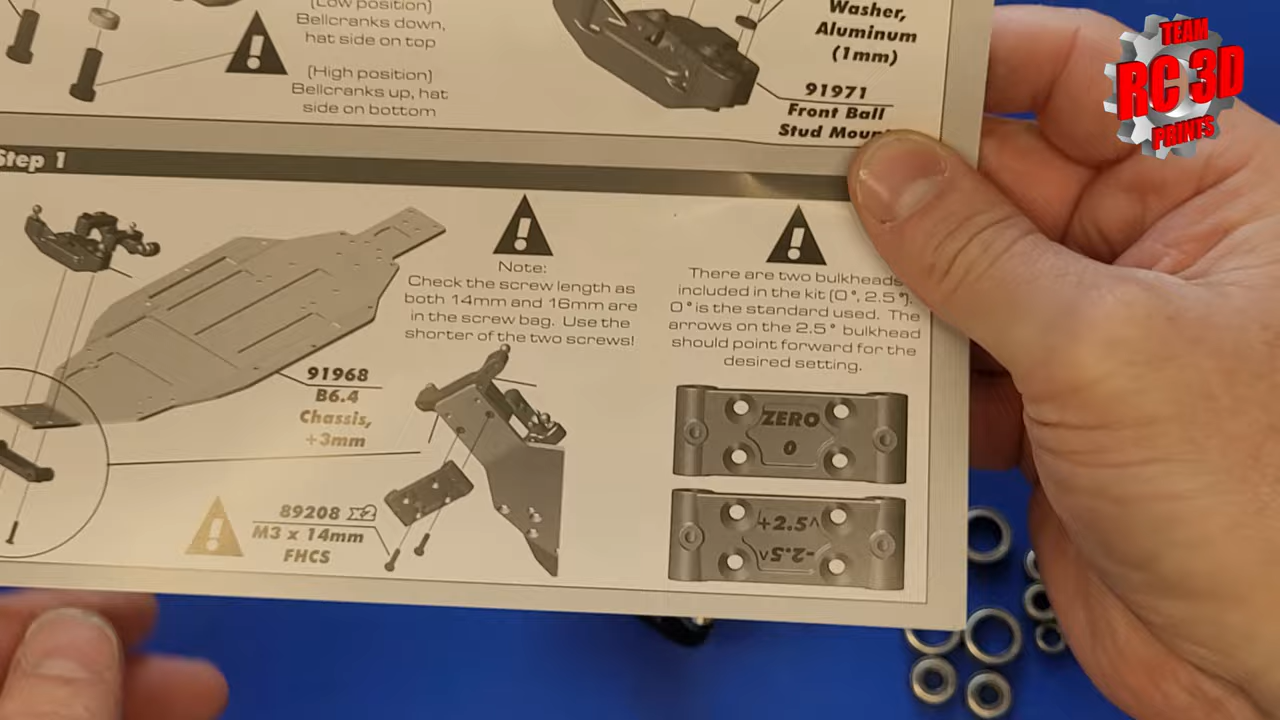 (Low position)
Bellcranks down,
hat side on top
(High position)
Bellcranks up, hat
side on bottom
Washer,
Aluminum
(1mm)
91971
Front Ball
Stud Mount
Step 1
Note:
Check the screw length as
both 14mm and 16mm are
in the screw bag. Use the
shorter of the two screws!
There are two bulkheads
included in the kit (0°, 2.5°).
0° is the standard used. The
arrows on the 2.5° bulkhead
should point forward for the
desired setting.
91968
B6.4
Chassis,
+3mm
89208
M3 x 14mm
FHCS
ZERO
0
+2.5^
-2.5^
TEAM
RC 3D
PRINTS